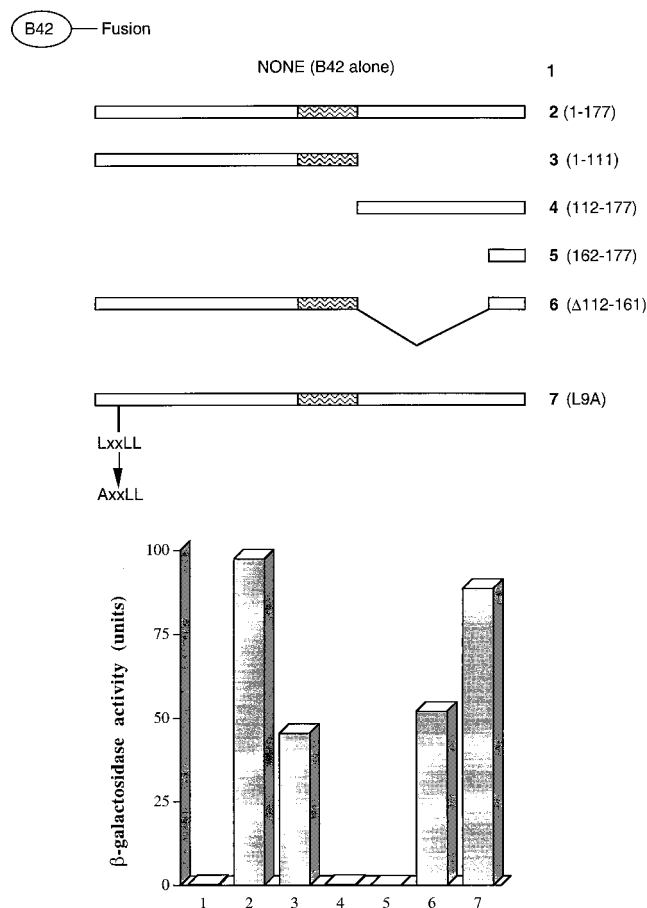 B42 Fusion
NONE (B42 alone) 1
2 (1-177)
3 (1-111)
4 (112-177)
5 (162-177)
6 (Δ112-161)
7 (L9A)
LxxLL
AxxLL
β-galactosidase activity (units)
100
75
50
25
0
1 2 3 4 5 6 7